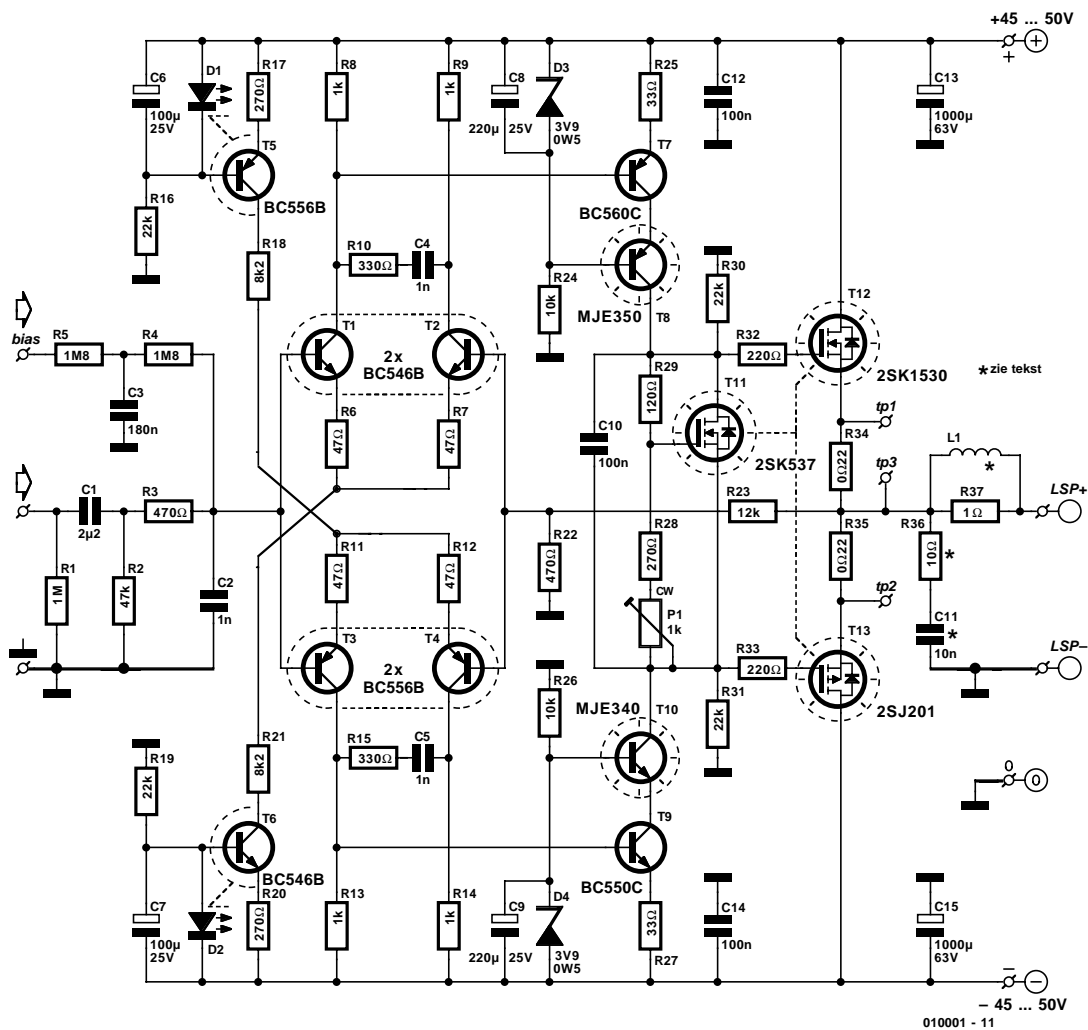 +45 ... 50V
+
C6
100µ
25V
D1
R17
270Ω
R8
1k
R9
1k
C8
220µ 25V
D3
3V9
0W5
R25
33Ω
C12
100n
C13
1000µ
63V
T5
BC556B
R16
22k
R18
8k2
R10
330Ω
C4
1n
T7
BC560C
R24
10k
MJE350
T8
R30
22k
T12
2SK1530
bias
R5
1M8
R4
1M8
C3
180n
T1
T2
2x
BC546B
R6
47Ω
R7
47Ω
R29
120Ω
T11
2SK537
R32
220Ω
C10
100n
*zie tekst
tp1
R34
0Ω22
tp3
L1
*
R37
1Ω
LSP+
C1
2µ2
R3
470Ω
R1
1M
R2
47k
C2
1n
R11
47Ω
R12
47Ω
R22
470Ω
R23
12k
R28
270Ω
CW
P1
1k
R35
0Ω22
tp2
R36
10Ω
*
C11
*
10n
LSP–
T3
T4
2x
BC556B
R33
220Ω
T13
2SJ201
R26
10k
MJE340
T10
R31
22k
R15
330Ω
C5
1n
R19
22k
R21
8k2
T6
BC546B
T9
BC550C
0
0
C7
100µ
25V
D2
R20
270Ω
R13
1k
R14
1k
C9
220µ 25V
D4
3V9
0W5
33Ω
R27
C14
100n
C15
1000µ
63V
–
– 45 ... 50V
010001 - 11